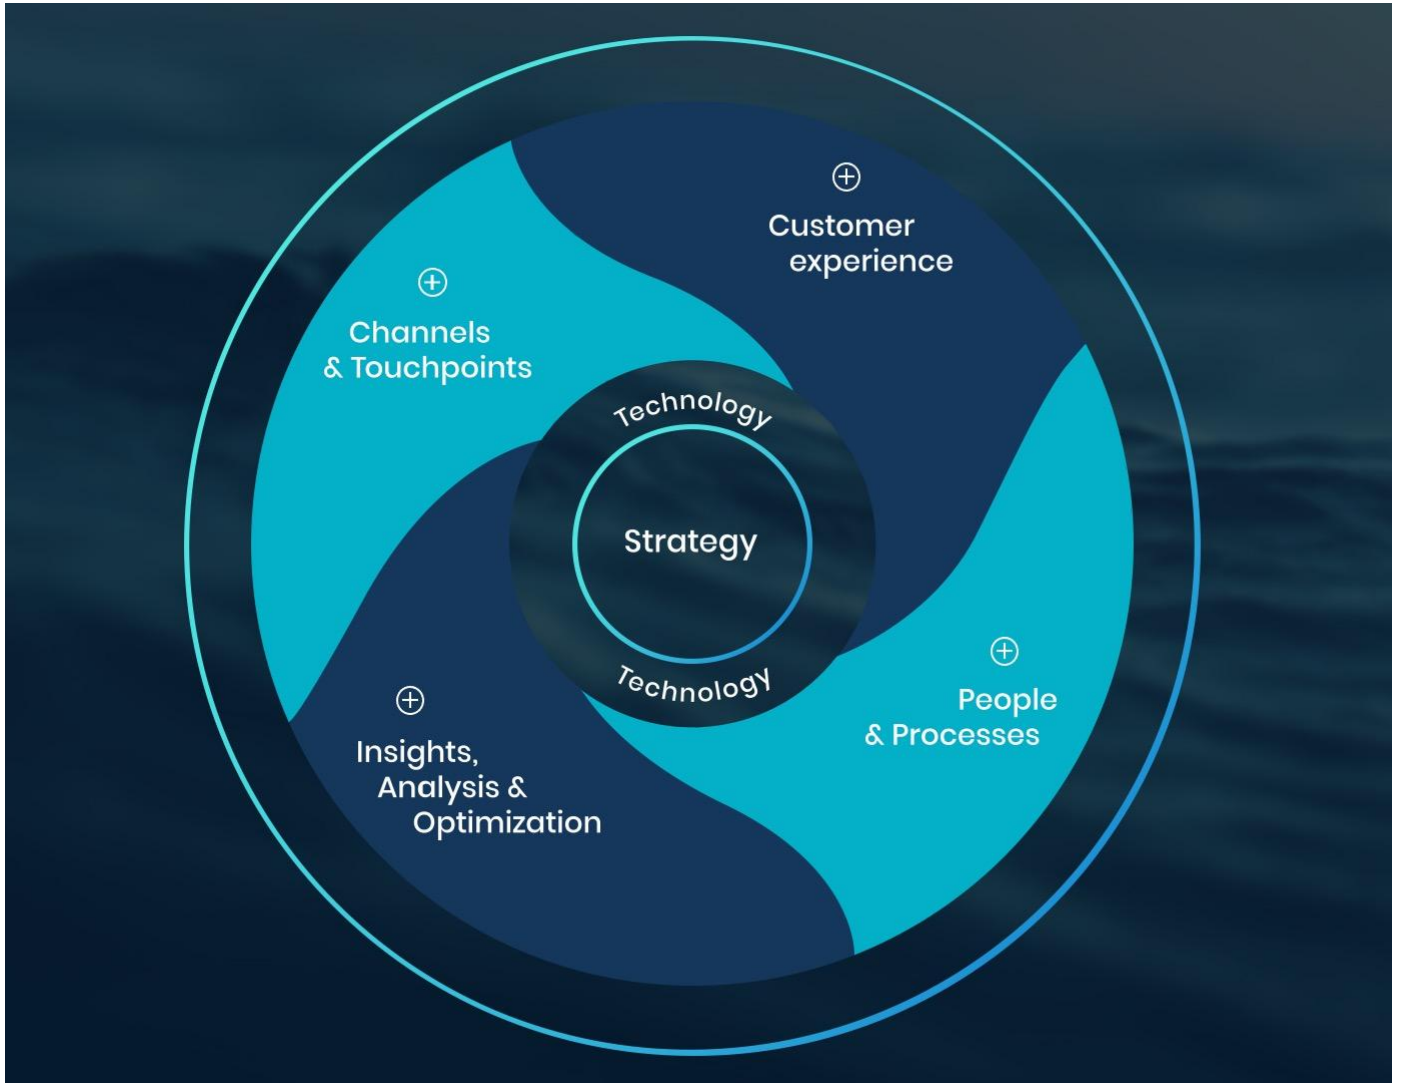 Customer
experience
Channels
& Touchpoints
Technology
Strategy
Technology
People
& Processes
Insights,
Analysis &
Optimization